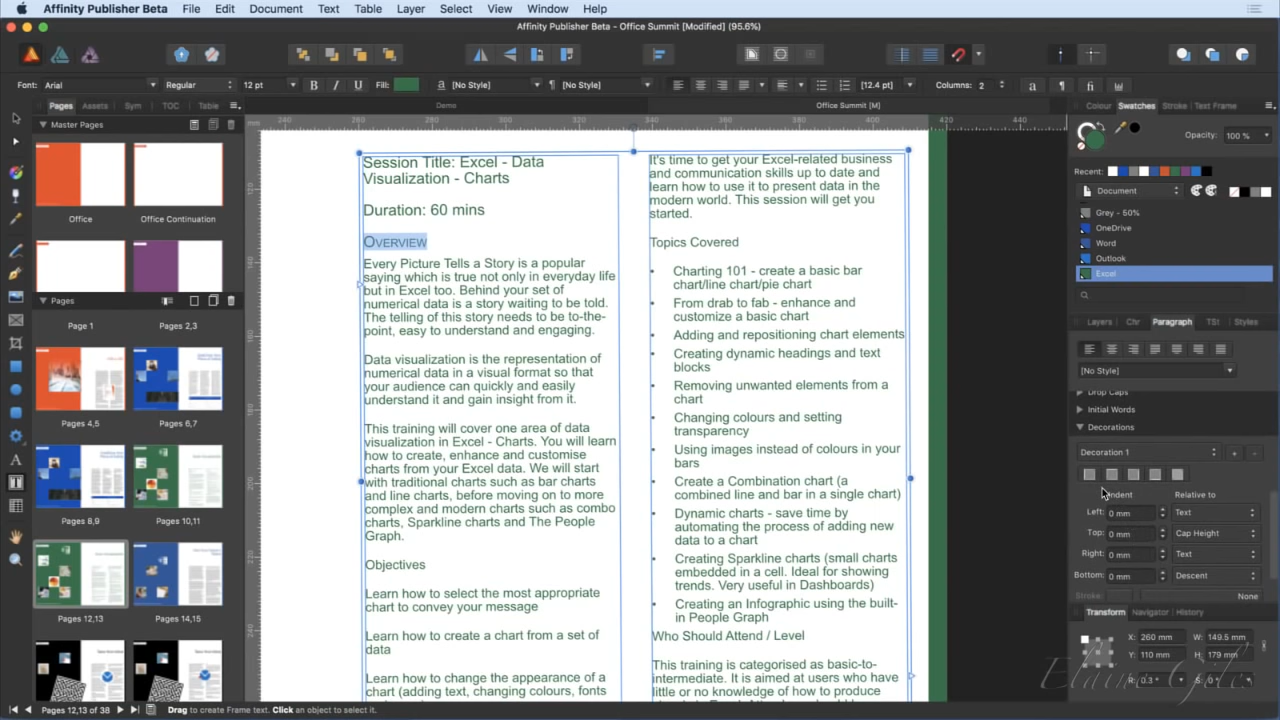 Affinity Publisher Beta File Edit Document Text Table Layer Select View Window Help
Affinity Publisher Beta - Office Summit [Modified] (95.6%)
Font: Arial Regular 12 pt B I U Fill: a [No Style] ¶ [No Style] [12.4 pt] Columns: 2
Pages Assets Sym TOC Table
Demo
Office Summit [M]
Colour Swatches Stroke Text Frame
mm 240 260 280 300 320 340 360 380 400 420 440
Master Pages
Office
Office Continuation
Pages
Page 1
Pages 2,3
Pages 4,5
Pages 6,7
Pages 8,9
Pages 10,11
Pages 12,13
Pages 14,15
Session Title: Excel - Data
Visualization - Charts
Duration: 60 mins
OVERVIEW
Every Picture Tells a Story is a popular
saying which is true not only in everyday life
but in Excel too. Behind your set of
numerical data is a story waiting to be told.
The telling of this story needs to be to-the-
point, easy to understand and engaging.
Data visualization is the representation of
numerical data in a visual format so that
your audience can quickly and easily
understand it and gain insight from it.
This training will cover one area of data
visualization in Excel - Charts. You will learn
how to create, enhance and customise
charts from your Excel data. We will start
with traditional charts such as bar charts
and line charts, before moving on to more
complex and modern charts such as combo
charts, Sparkline charts and The People
Graph.
Objectives
Learn how to select the most appropriate
chart to convey your message
Learn how to create a chart from a set of
data
Learn how to change the appearance of a
chart (adding text, changing colours, fonts
It's time to get your Excel-related business
and communication skills up to date and
learn how to use it to present data in the
modern world. This session will get you
started.
Topics Covered
• Charting 101 - create a basic bar
chart/line chart/pie chart
• From drab to fab - enhance and
customize a basic chart
• Adding and repositioning chart elements
• Creating dynamic headings and text
blocks
• Removing unwanted elements from a
chart
• Changing colours and setting
transparency
• Using images instead of colours in your
bars
• Create a Combination chart (a
combined line and bar in a single chart)
• Dynamic charts - save time by
automating the process of adding new
data to a chart
• Creating Sparkline charts (small charts
embedded in a cell. Ideal for showing
trends. Very useful in Dashboards)
• Creating an Infographic using the built-
in People Graph
Who Should Attend / Level
This training is categorised as basic-to-
intermediate. It is aimed at users who have
little or no knowledge of how to produce
Opacity: 100 %
Recent:
Document
Grey - 50%
OneDrive
Word
Outlook
Excel
Layers Chr Paragraph TSt Styles
[No Style]
Drop Caps
Initial Words
Decorations
Decoration 1
Indent Relative to
Left: 0 mm Text
Top: 0 mm Cap Height
Right: 0 mm Text
Bottom: 0 mm Descent
Stroke: None
Transform Navigator History
X: 260 mm W: 149.5 mm
Y: 110 mm H: 179 mm
R: 0.3 ° S: 0 °
Elaine Giles
Pages 12,13 of 38 Drag to create Frame text. Click an object to select it.